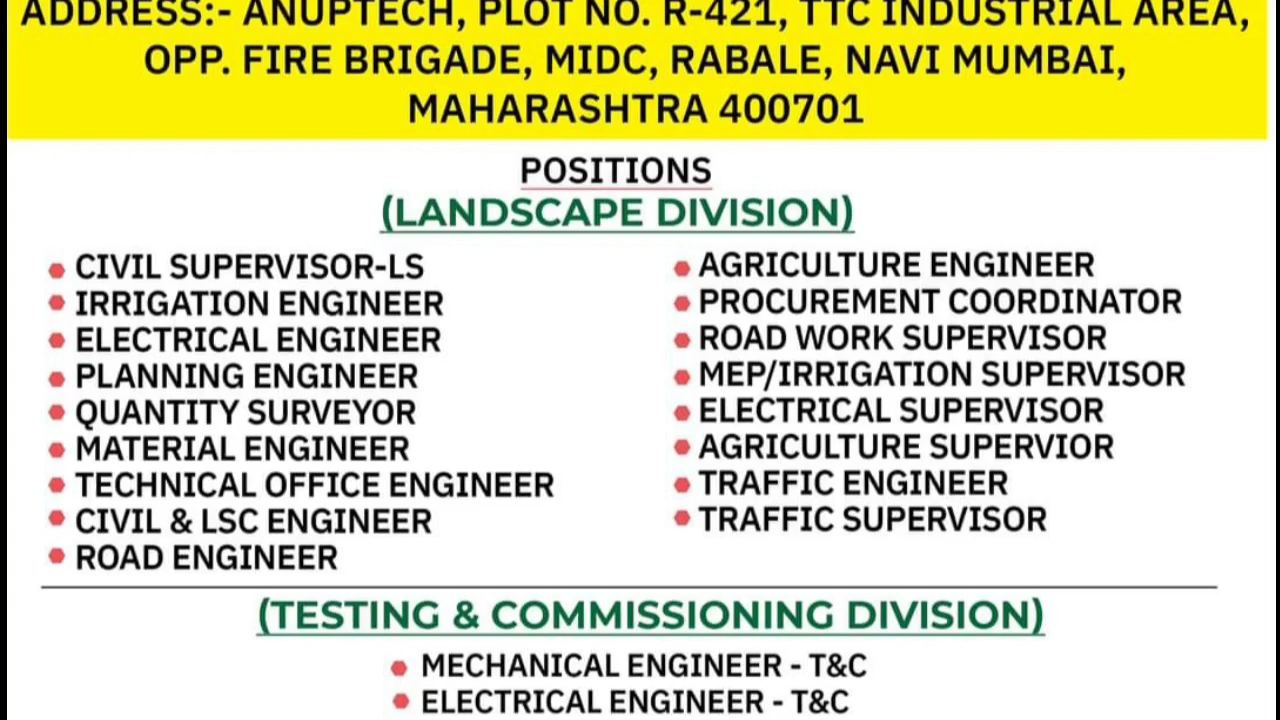 ADDRESS:- ANUPTECH, PLOT NO. R-421, TTC INDUSTRIAL AREA,
OPP. FIRE BRIGADE, MIDC, RABALE, NAVI MUMBAI,
MAHARASHTRA 400701
POSITIONS
(LANDSCAPE DIVISION)
CIVIL SUPERVISOR-LS
IRRIGATION ENGINEER
ELECTRICAL ENGINEER
PLANNING ENGINEER
QUANTITY SURVEYOR
MATERIAL ENGINEER
TECHNICAL OFFICE ENGINEER
CIVIL & LSC ENGINEER
ROAD ENGINEER
AGRICULTURE ENGINEER
PROCUREMENT COORDINATOR
ROAD WORK SUPERVISOR
MEP/IRRIGATION SUPERVISOR
ELECTRICAL SUPERVISOR
AGRICULTURE SUPERVIOR
TRAFFIC ENGINEER
TRAFFIC SUPERVISOR
(TESTING & COMMISSIONING DIVISION)
MECHANICAL ENGINEER - T&C
ELECTRICAL ENGINEER - T&C